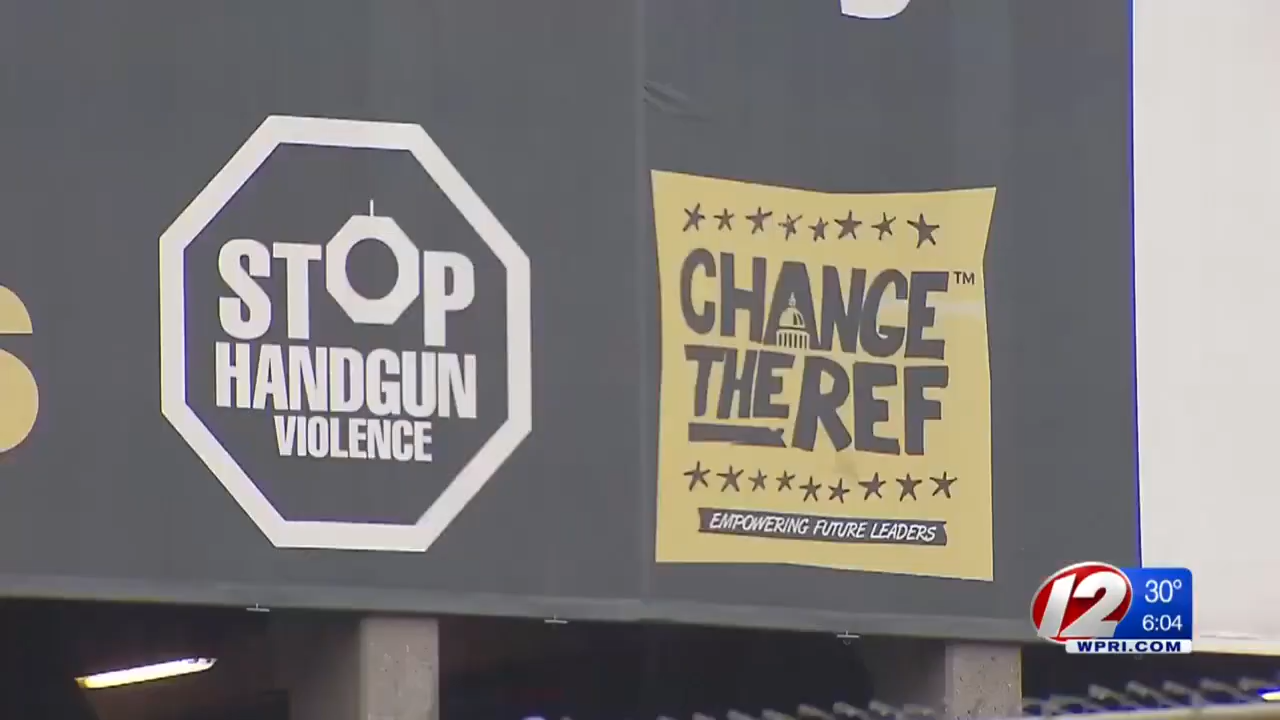 STOP
HANDGUN
VIOLENCE
CHANGE™
THE REF
EMPOWERING FUTURE LEADERS
12
30°
6:04
WPRI.COM